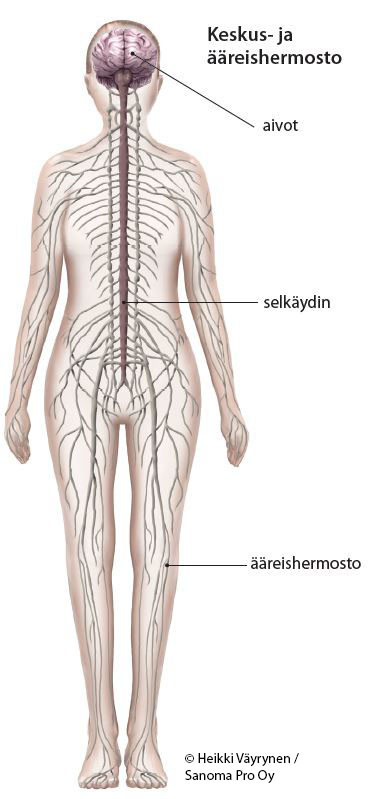 Keskus- ja
ääreishermosto
aivot
selkäydin
ääreishermosto
© Heikki Väyrynen /
Sanoma Pro Oy